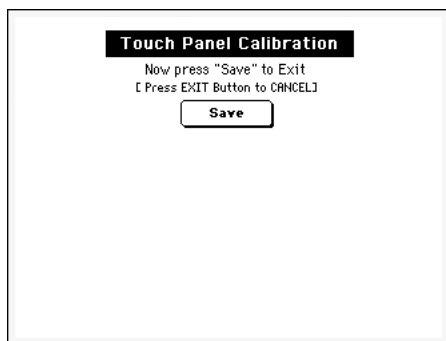 Touch Panel Calibration
Now press "Save" to Exit
[ Press EXIT Button to CANCEL]
Save